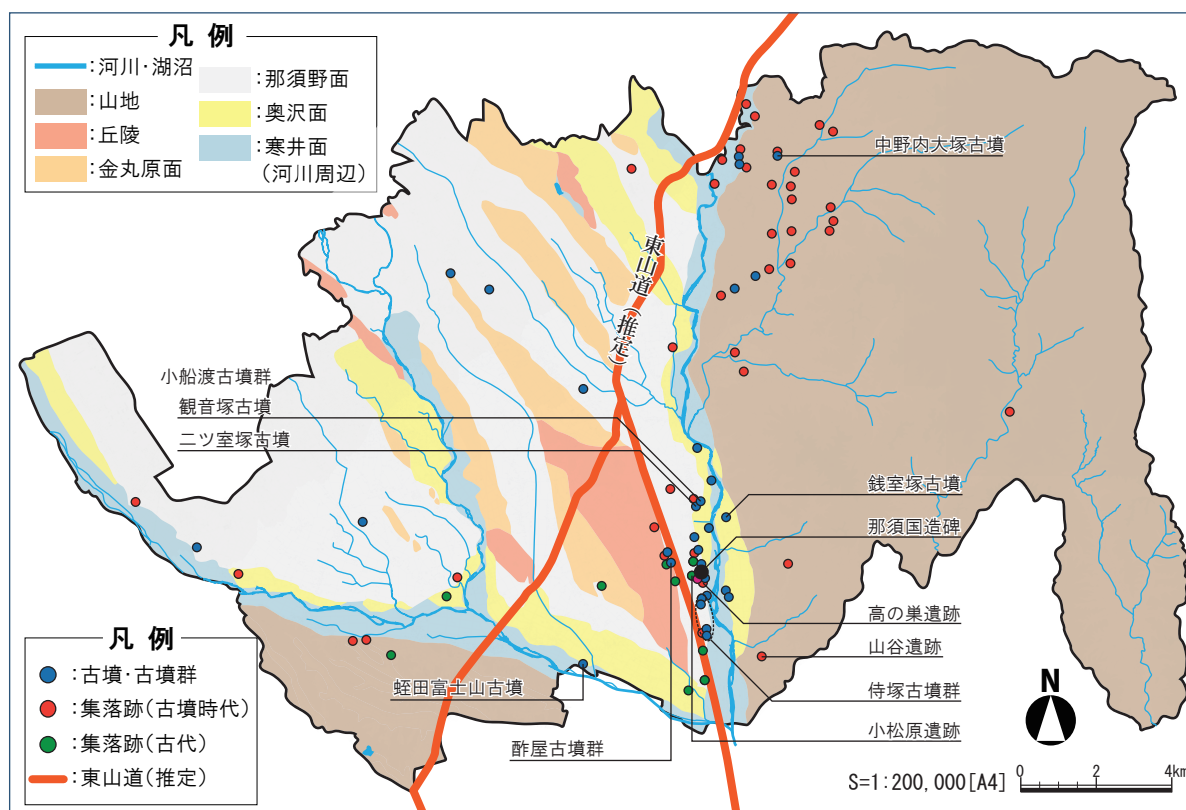 凡 例
:河川・湖沼
:山地
:丘陵
:金丸原面
:那須野面
:奥沢面
:寒井面
(河川周辺)
中野内大塚古墳
東山道(推定)
小船渡古墳群
観音塚古墳
二ツ室塚古墳
銭室塚古墳
那須国造碑
高の巣遺跡
山谷遺跡
侍塚古墳群
小松原遺跡
蛭田富士山古墳
酢屋古墳群
凡 例
:古墳・古墳群
:集落跡(古墳時代)
:集落跡(古代)
:東山道(推定)
N
S=1:200,000[A4]
0 2 4km